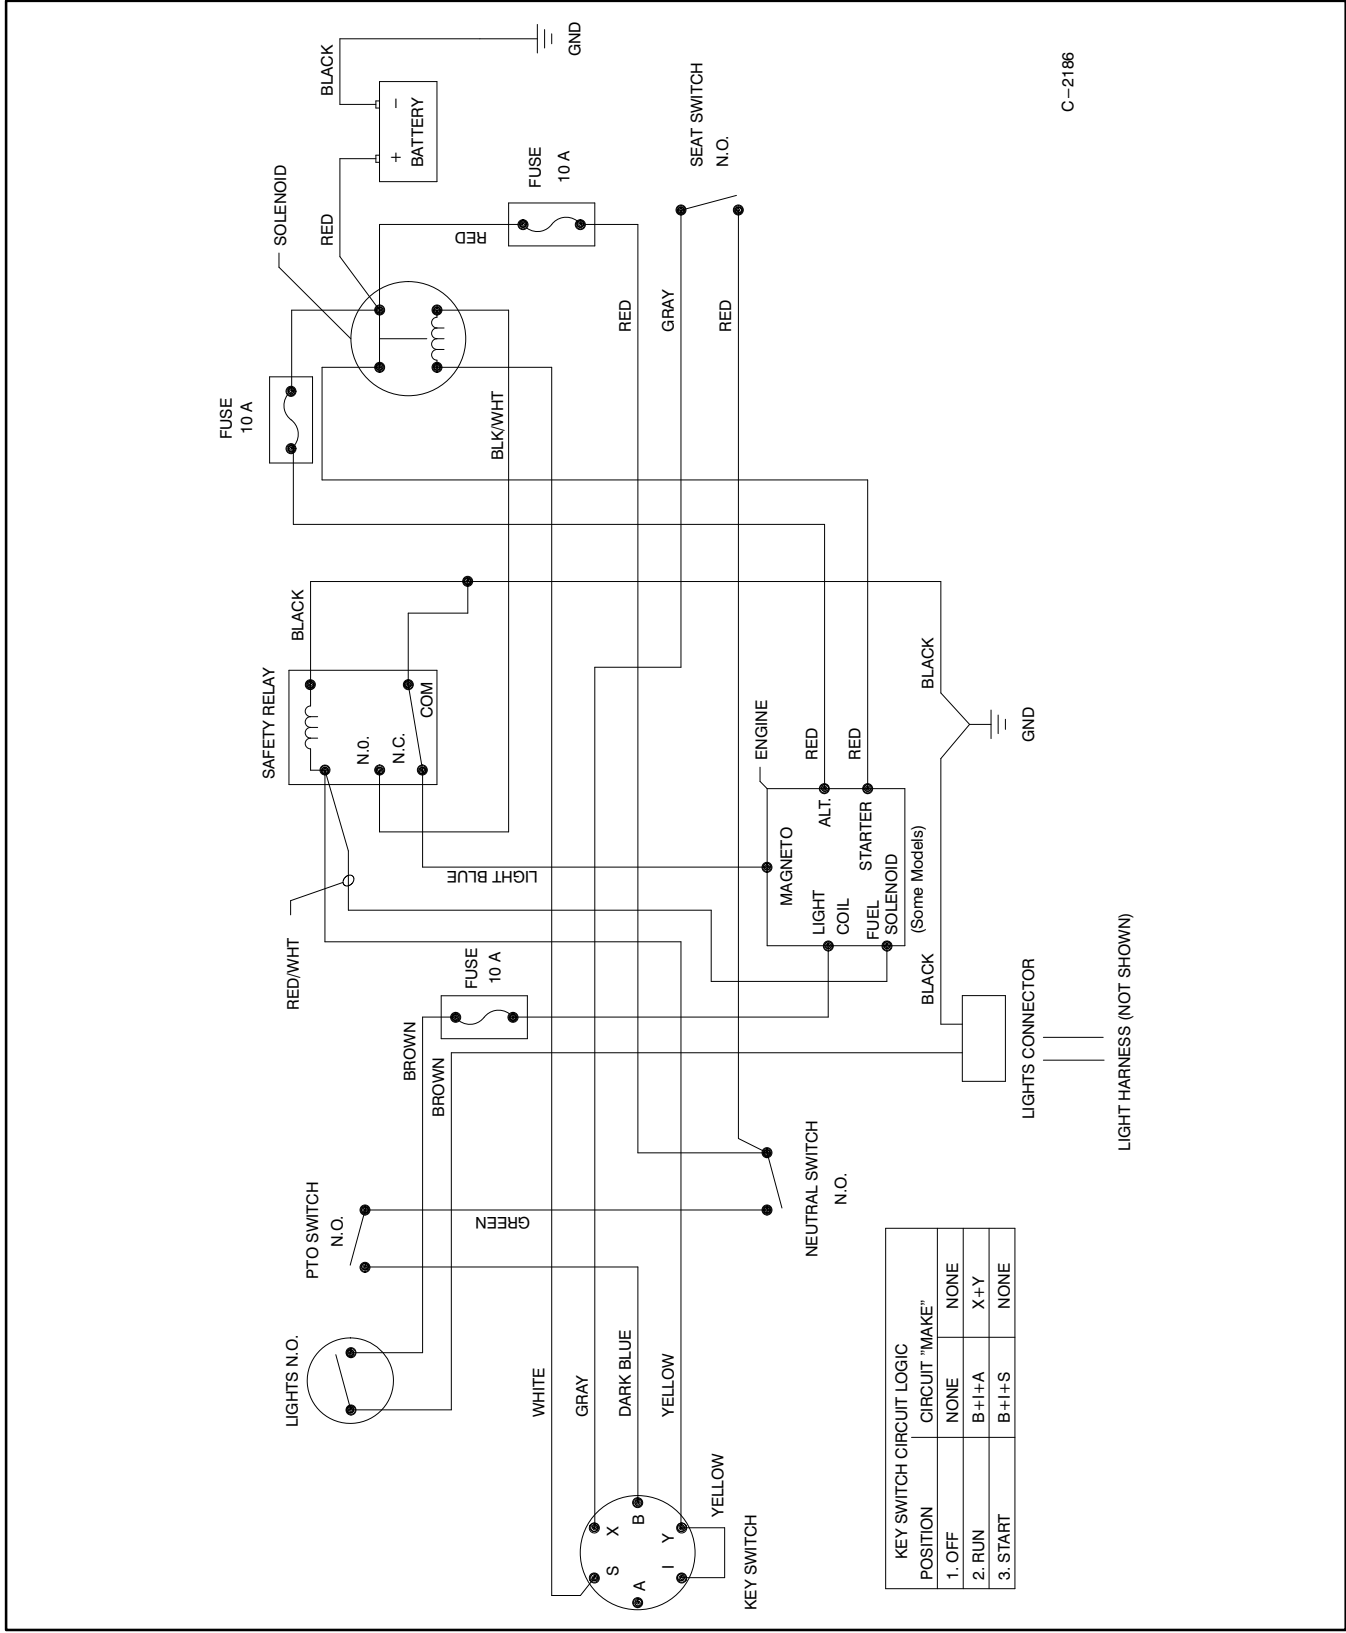 BLACK
GND
BATTERY
+
−
SOLENOID
RED
FUSE
10 A
RED
SEAT SWITCH
N.O.
C−2186
FUSE
10 A
BLK/WHT
RED
GRAY
RED
SAFETY RELAY
BLACK
N.0.
N.C.
COM
LIGHT BLUE
RED/WHT
ENGINE
RED
RED
MAGNETO
ALT.
LIGHT
COIL
STARTER
FUEL
SOLENOID
(Some Models)
BLACK
GND
BLACK
FUSE
10 A
BROWN
BROWN
LIGHTS CONNECTOR
LIGHT HARNESS (NOT SHOWN)
PTO SWITCH
N.O.
GREEN
NEUTRAL SWITCH
N.O.
LIGHTS N.O.
WHITE
GRAY
DARK BLUE
YELLOW
S
X
A
B
I
Y
YELLOW
KEY SWITCH
KEY SWITCH CIRCUIT LOGIC
POSITION CIRCUIT ”MAKE”
1. OFF NONE NONE
2. RUN B+I+A X+Y
3. START B+I+S NONE